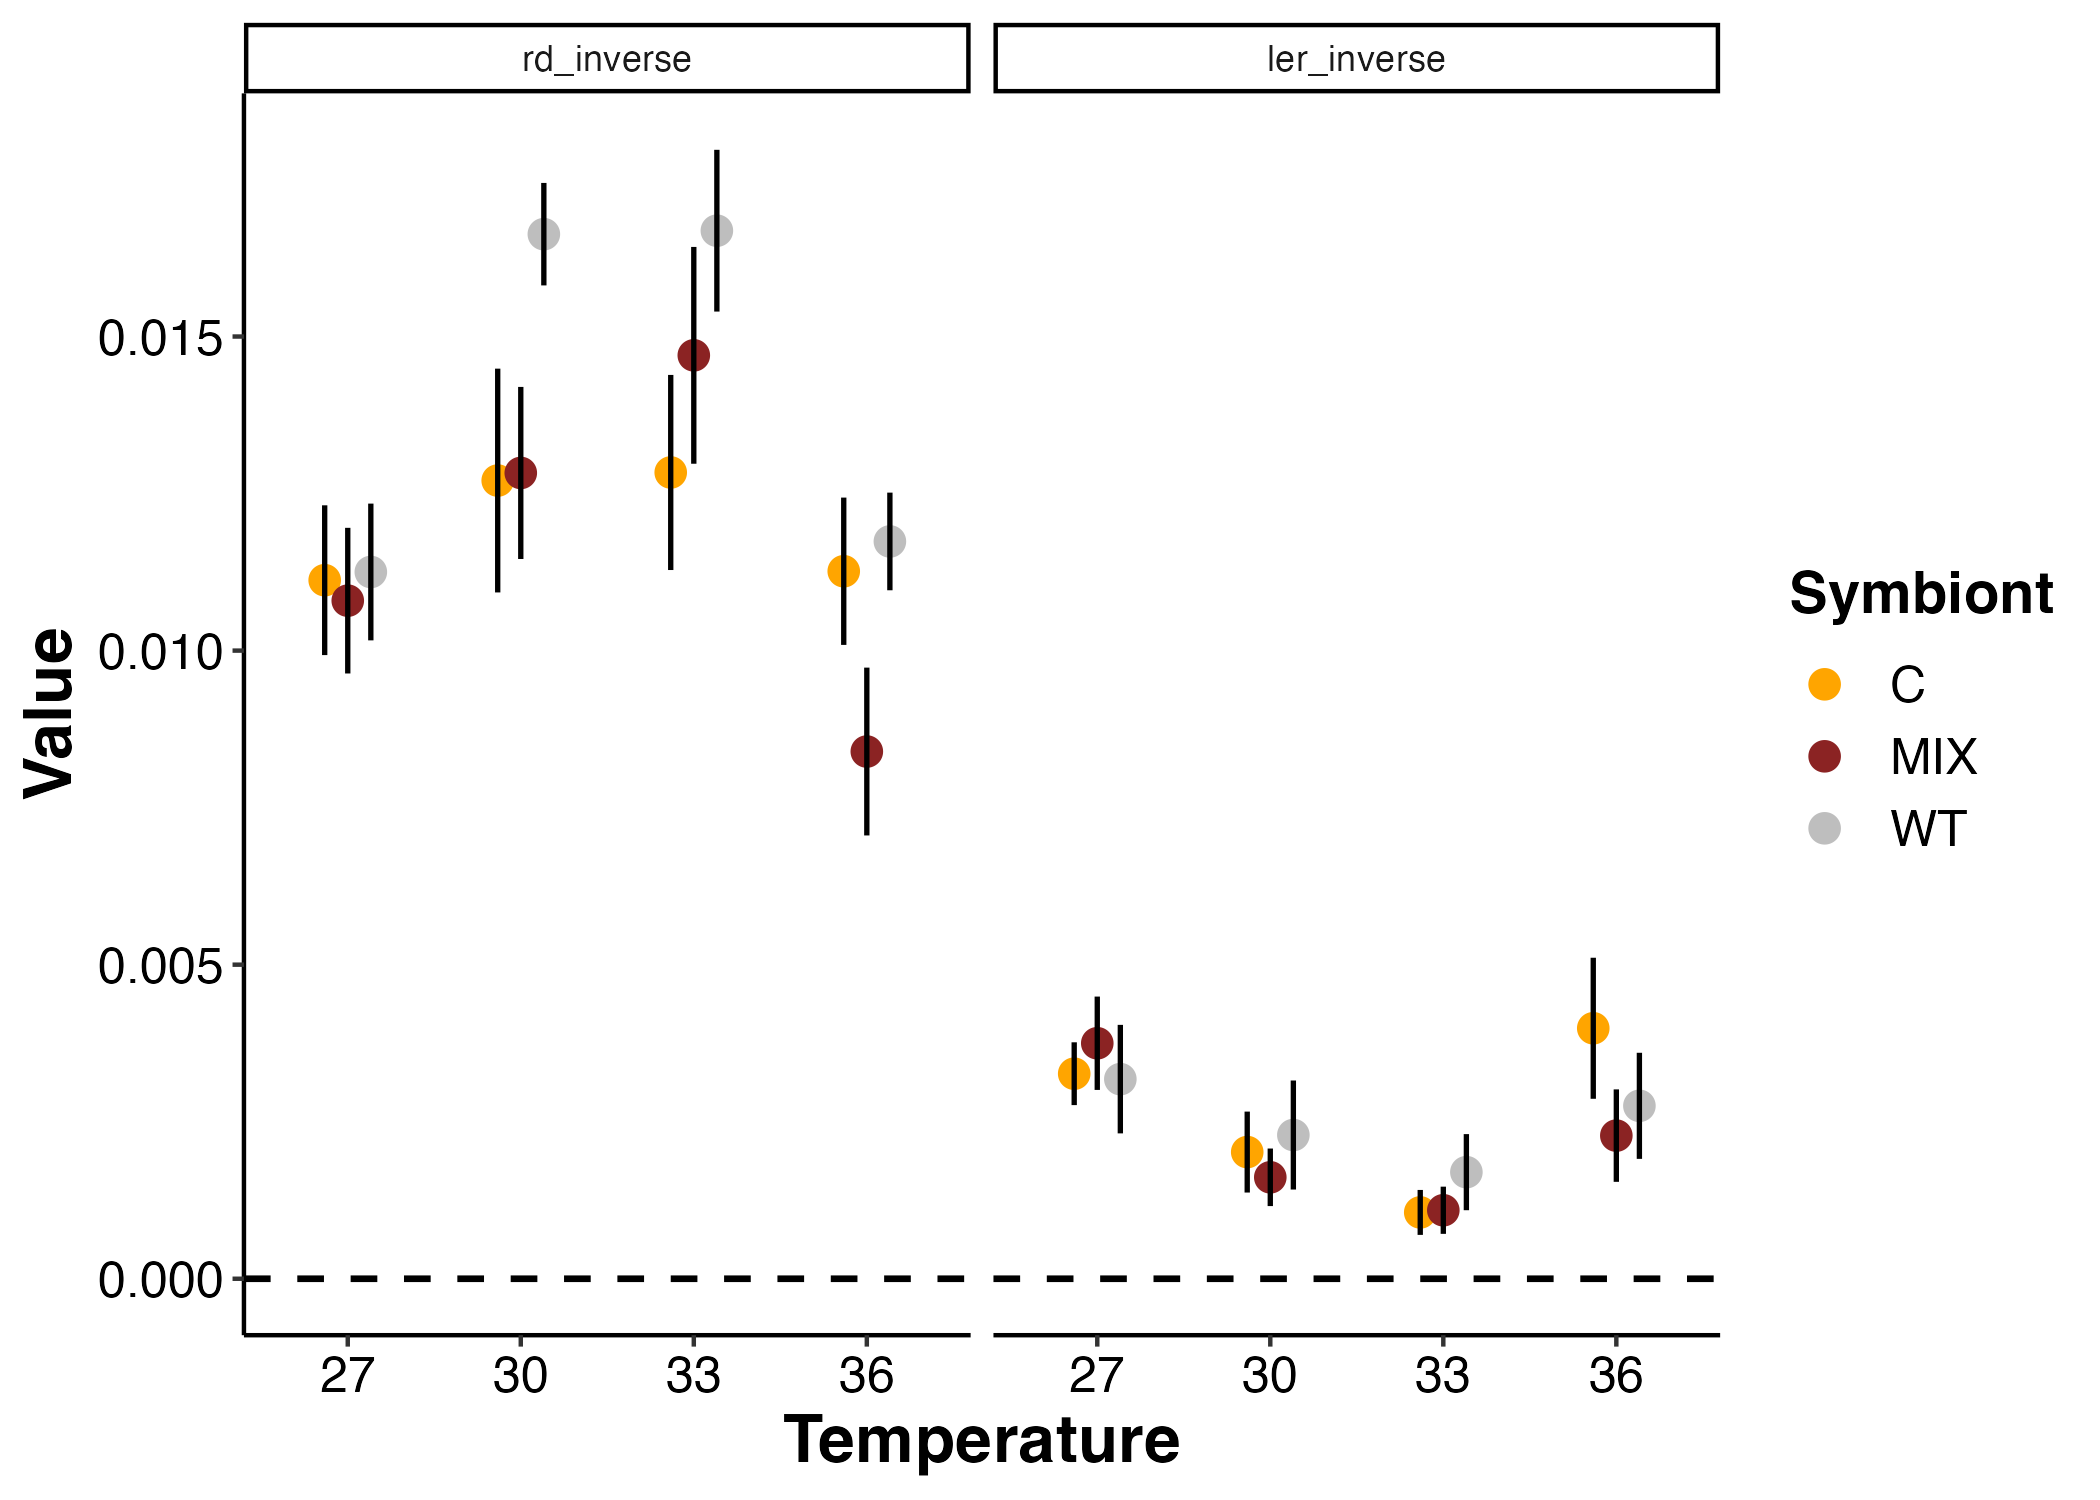 rd_inverse
ler_inverse
Value
0.015
0.010
0.005
0.000
27
30
33
36
27
30
33
36
Temperature
Symbiont
C
MIX
WT